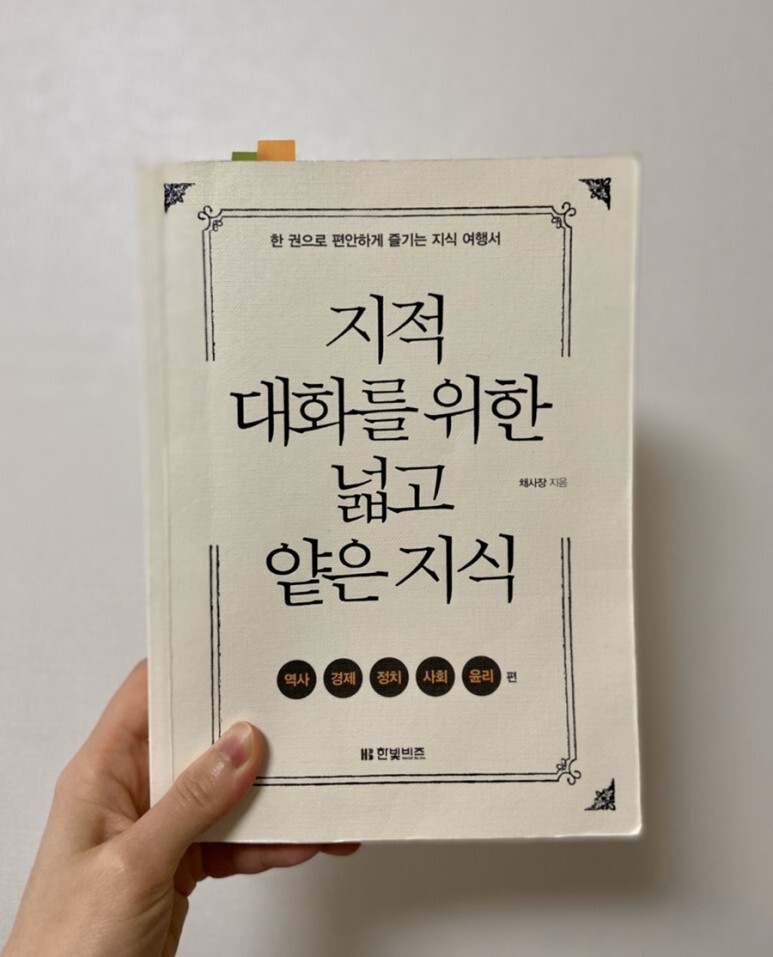 한 권으로 편안하게 즐기는 지식 여행서
지적
대화를 위한
넓고
채사장 지음
얕은 지식
역사 경제 정치 사회 윤리 편
HB 한빛비즈